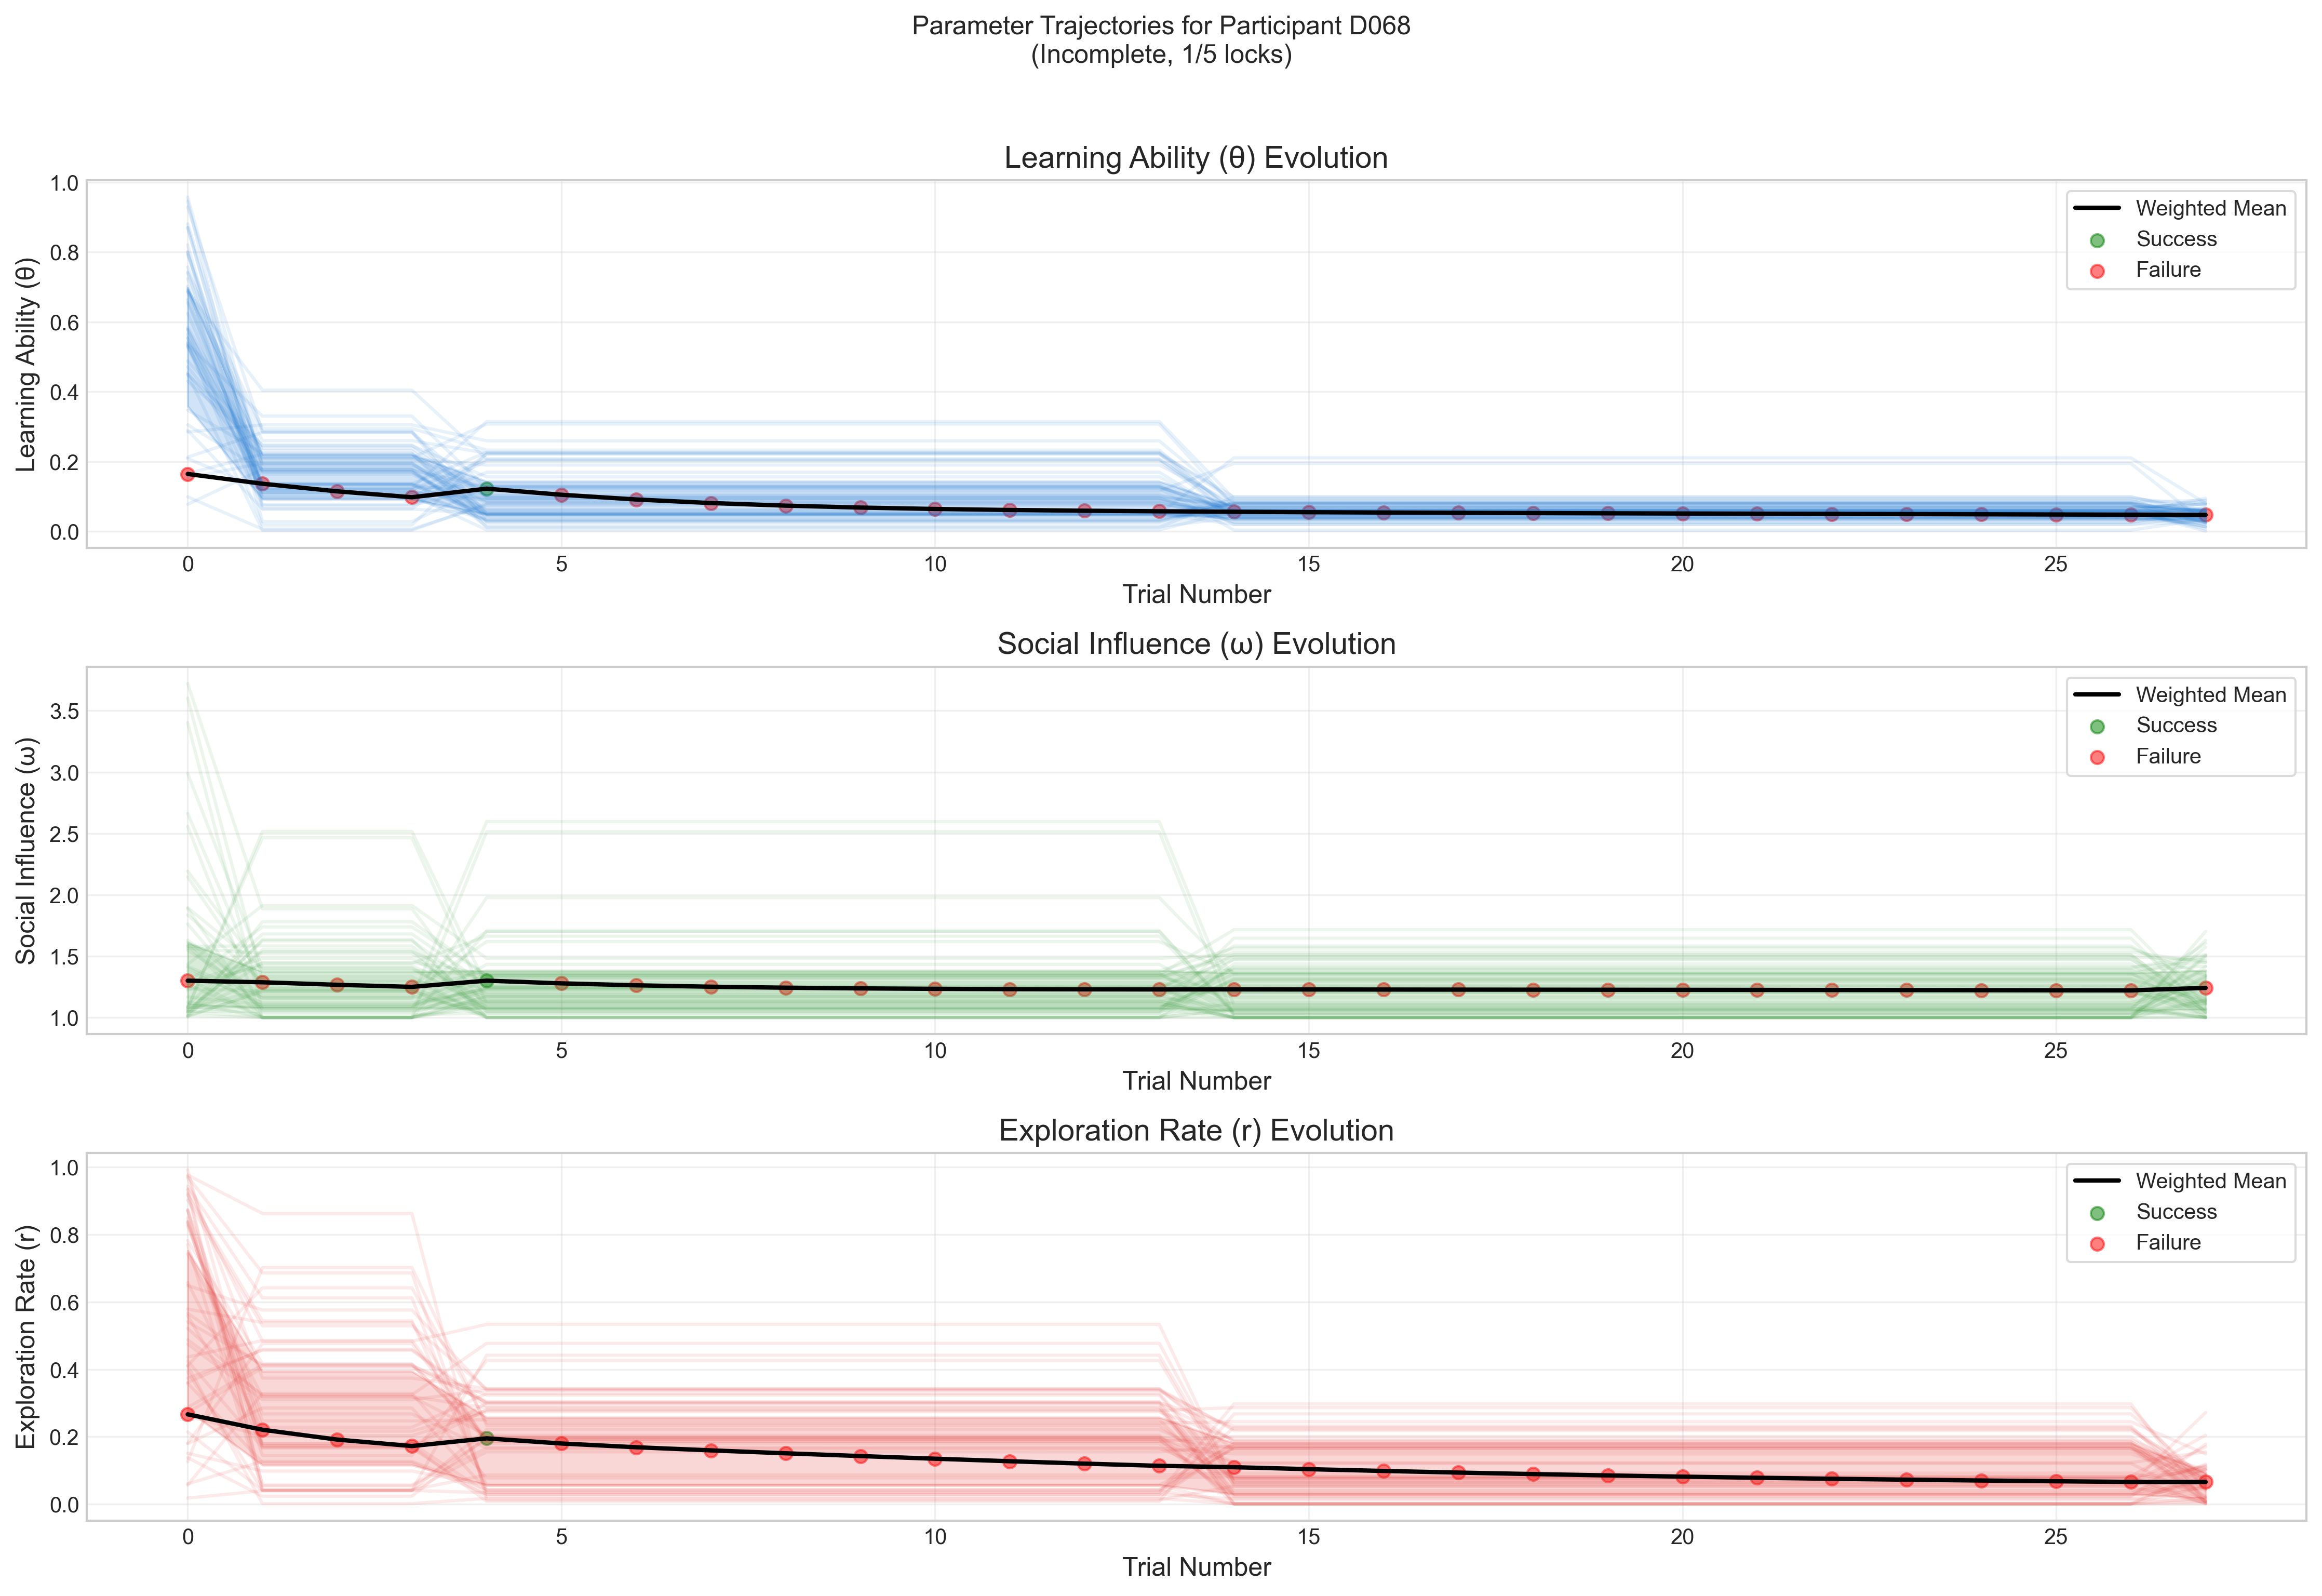 Parameter Trajectories for Participant D068
(Incomplete, 1/5 locks)
Learning Ability (θ) Evolution
Learning Ability (θ)
1.0
0.8
0.6
0.4
0.2
0.0
Weighted Mean
Success
Failure
0 5 10 15 20 25
Trial Number
Social Influence (ω) Evolution
Social Influence (ω)
3.5
3.0
2.5
2.0
1.5
1.0
Weighted Mean
Success
Failure
0 5 10 15 20 25
Trial Number
Exploration Rate (r) Evolution
Exploration Rate (r)
1.0
0.8
0.6
0.4
0.2
0.0
Weighted Mean
Success
Failure
0 5 10 15 20 25
Trial Number